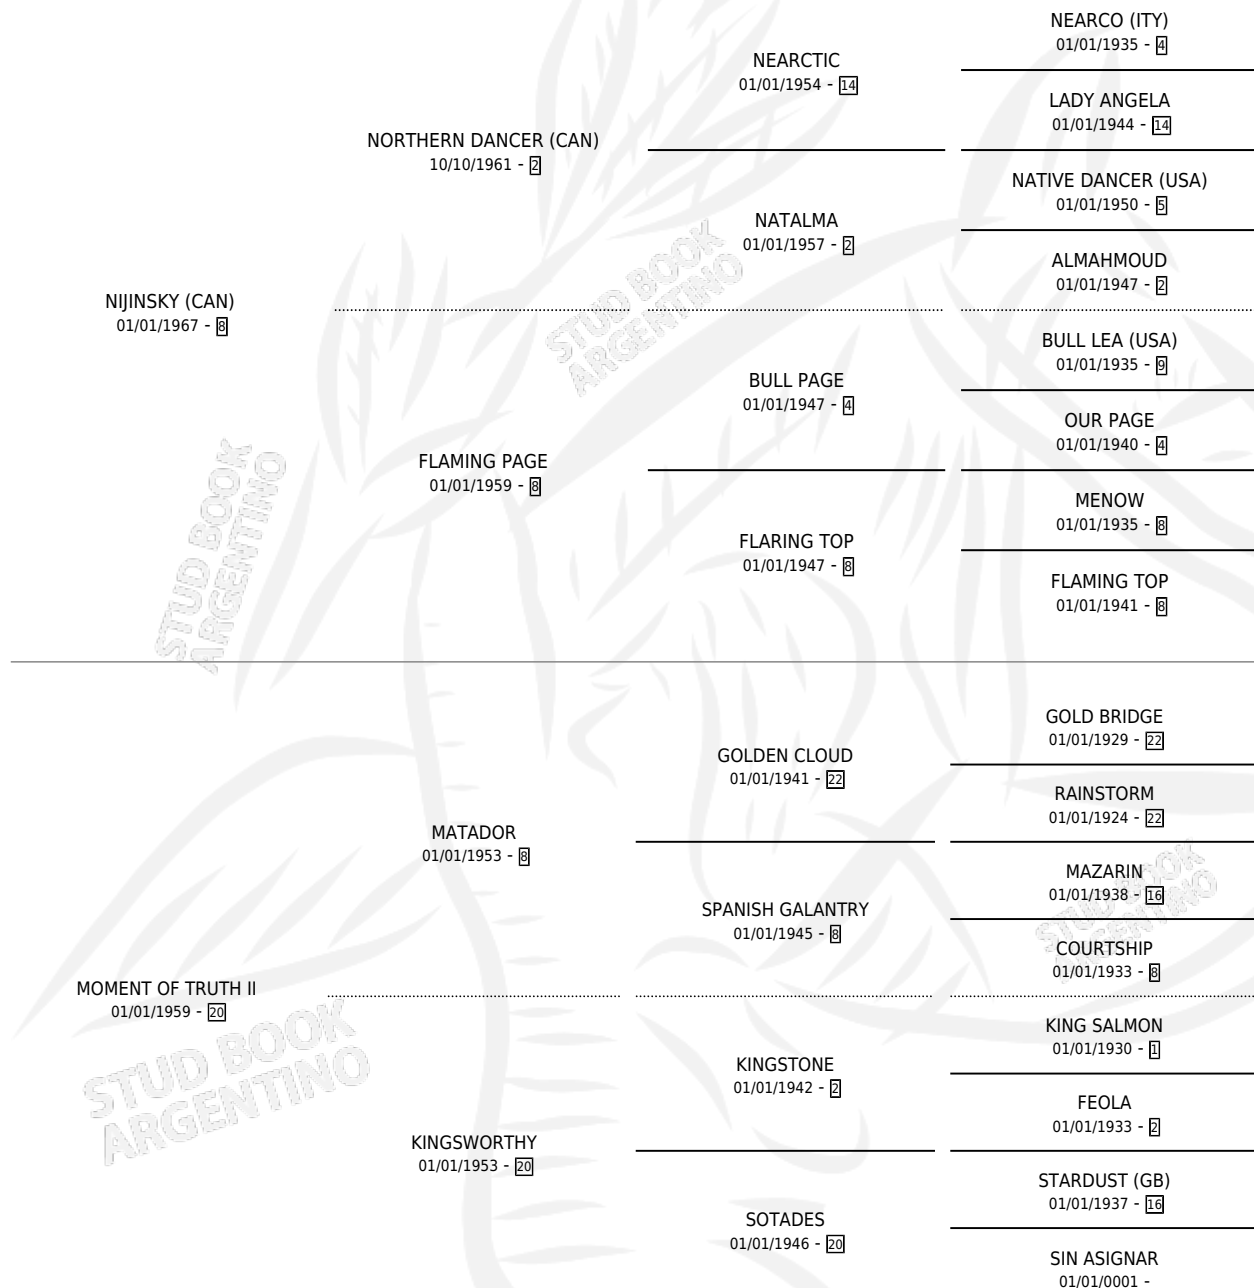 NEARCO (ITY)
01/01/1935 - 4
NEARCTIC
01/01/1954 - 14
LADY ANGELA
01/01/1944 - 14
NORTHERN DANCER (CAN)
10/10/1961 - 2
NATIVE DANCER (USA)
01/01/1950 - 5
NATALMA
01/01/1957 - 2
ALMAHMOUD
01/01/1947 - 2
NIJINSKY (CAN)
01/01/1967 - 8
STUD BOOK
ARGENTINO
BULL LEA (USA)
01/01/1935 - 9
BULL PAGE
01/01/1947 - 4
OUR PAGE
01/01/1940 - 4
FLAMING PAGE
01/01/1959 - 8
MENOW
01/01/1935 - 8
FLARING TOP
01/01/1947 - 8
FLAMING TOP
01/01/1941 - 8
STUD BOOK
ARGENTINO
GOLD BRIDGE
01/01/1929 - 22
GOLDEN CLOUD
01/01/1941 - 22
RAINSTORM
01/01/1924 - 22
MATADOR
01/01/1953 - 8
MAZARIN
01/01/1938 - 16
SPANISH GALANTRY
01/01/1945 - 8
COURTSHIP
01/01/1933 - 8
STUD BOOK
ARGENTINO
MOMENT OF TRUTH II
01/01/1959 - 20
STUD BOOK
ARGENTINO
KING SALMON
01/01/1930 - 1
KINGSTONE
01/01/1942 - 2
FEOLA
01/01/1933 - 2
KINGSWORTHY
01/01/1953 - 20
STARDUST (GB)
01/01/1937 - 16
SOTADES
01/01/1946 - 20
SIN ASIGNAR
01/01/0001 -